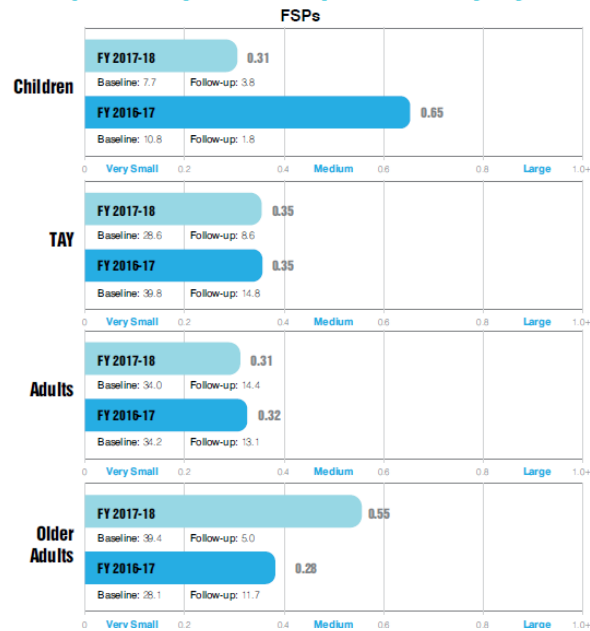 FSPs
Children
FY 2017-18 0.31
Baseline: 7.7 Follow-up: 3.8
FY 2016-17 0.65
Baseline: 10.8 Follow-up: 1.8
0 Very Small 0.2 0.4 Medium 0.6 0.8 Large 1.0+
TAY
FY 2017-18 0.35
Baseline: 28.6 Follow-up: 8.6
FY 2016-17 0.35
Baseline: 39.8 Follow-up: 14.8
0 Very Small 0.2 0.4 Medium 0.6 0.8 Large 1.0+
Adults
FY 2017-18 0.31
Baseline: 34.0 Follow-up: 14.4
FY 2016-17 0.32
Baseline: 34.2 Follow-up: 13.1
0 Very Small 0.2 0.4 Medium 0.6 0.8 Large 1.0+
Older
Adults
FY 2017-18 0.55
Baseline: 39.4 Follow-up: 5.0
FY 2016-17 0.28
Baseline: 28.1 Follow-up: 11.7
0 Very Small 0.2 0.4 Medium 0.6 0.8 Large 1.0+